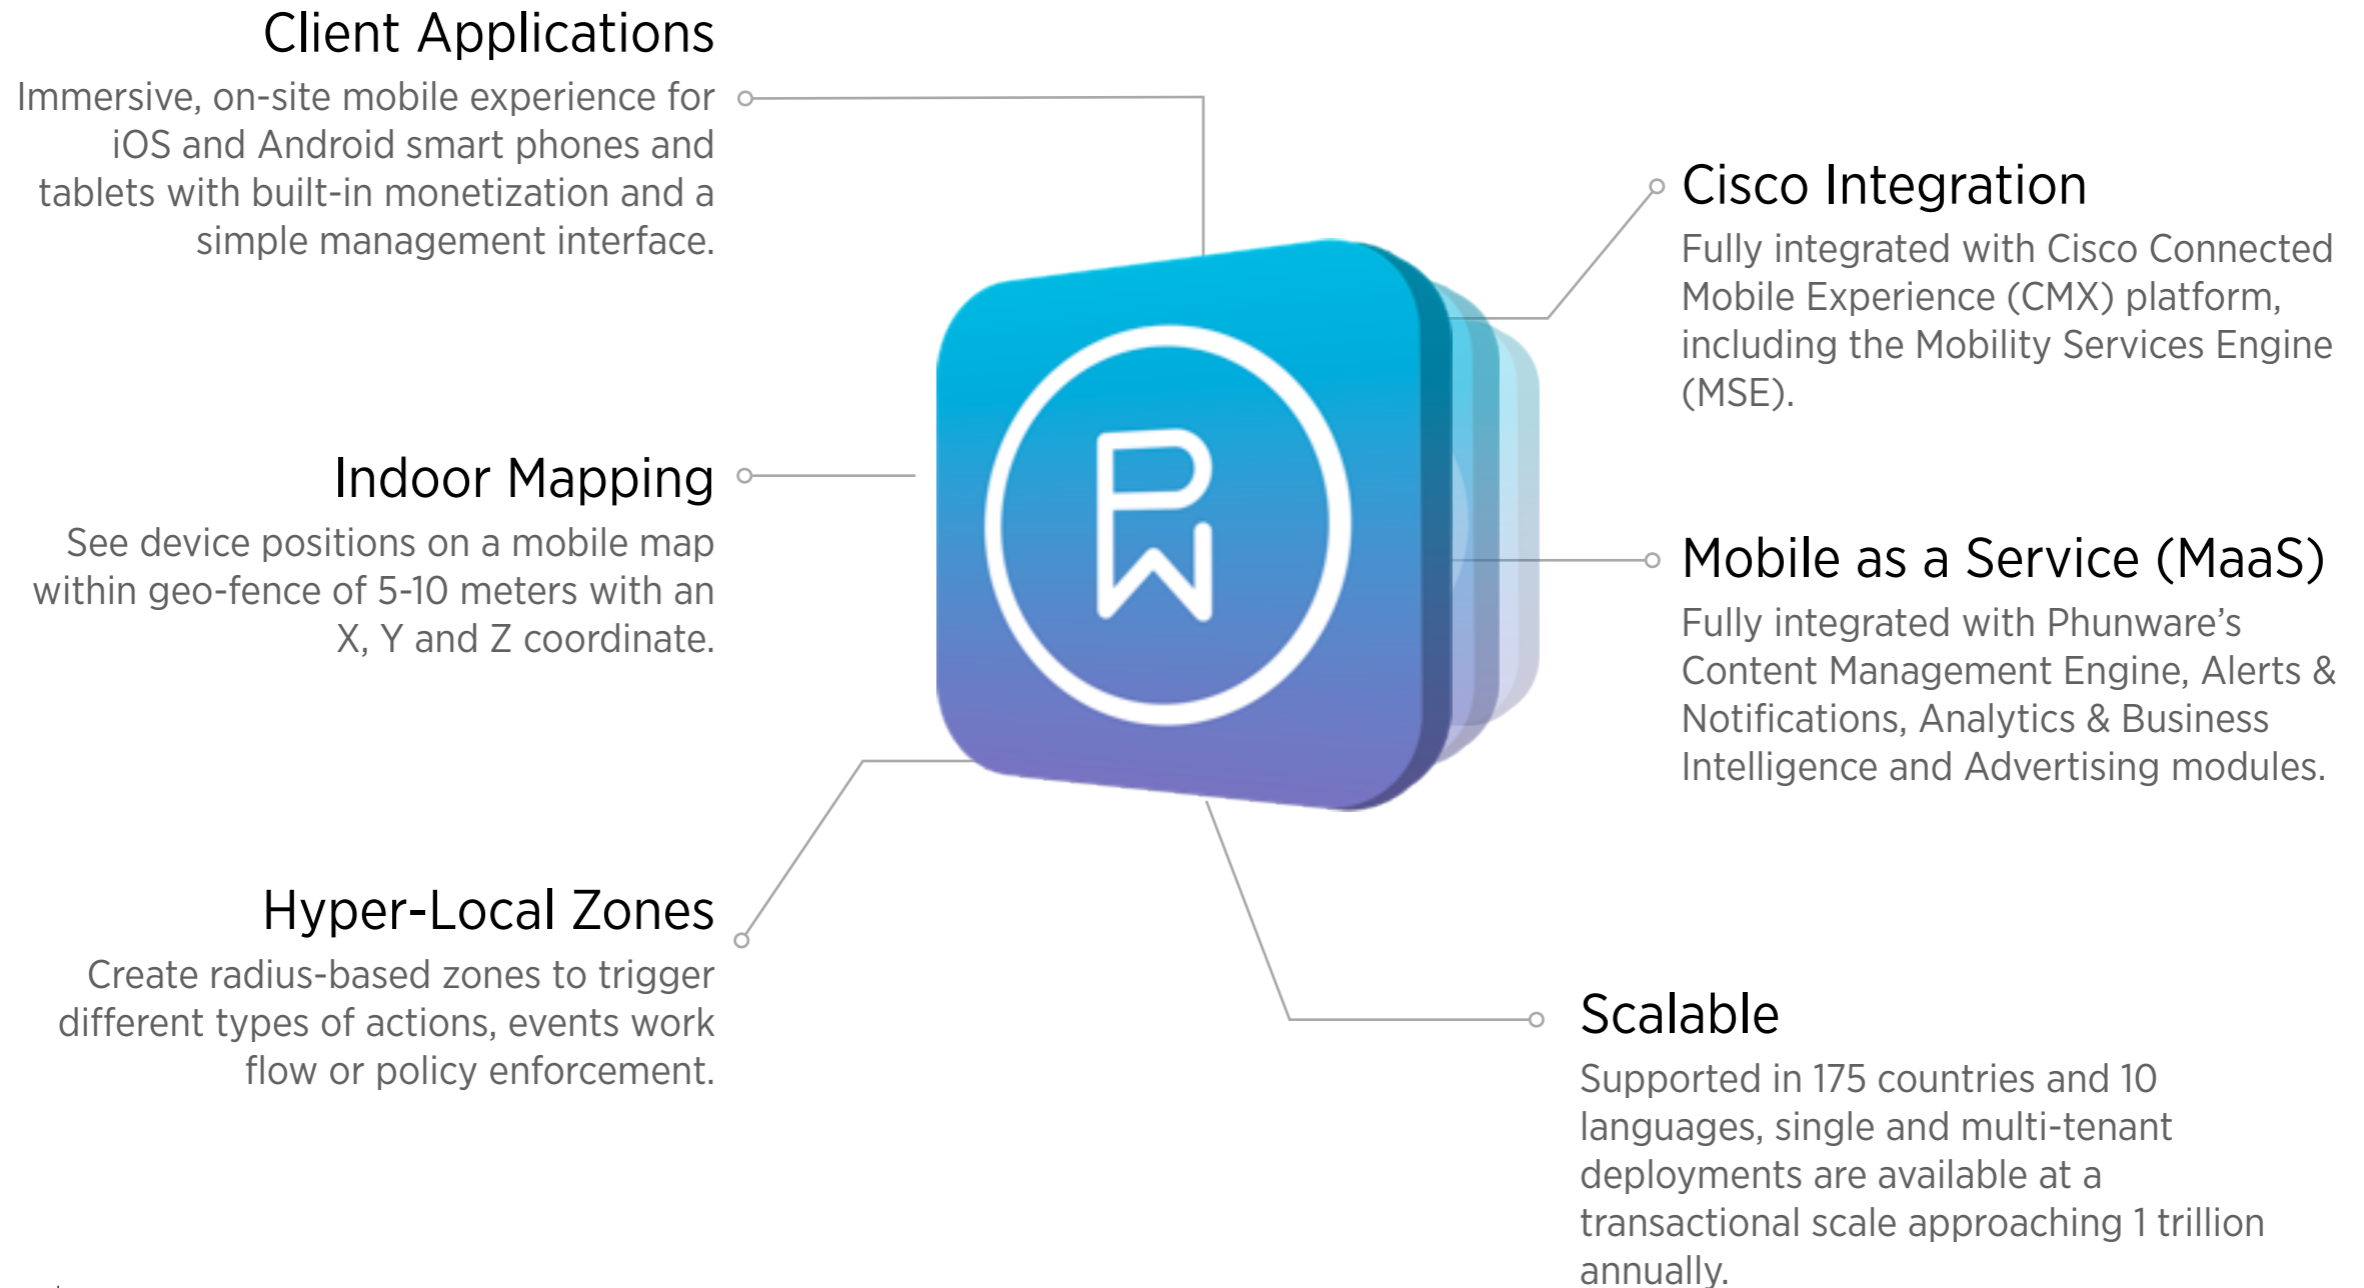 Client Applications
Immersive, on-site mobile experience for
iOS and Android smart phones and
tablets with built-in monetization and a
simple management interface.
Indoor Mapping
See device positions on a mobile map
within geo-fence of 5-10 meters with an
X, Y and Z coordinate.
Hyper-Local Zones
Create radius-based zones to trigger
different types of actions, events work
flow or policy enforcement.
PW
Cisco Integration
Fully integrated with Cisco Connected
Mobile Experience (CMX) platform,
including the Mobility Services Engine
(MSE).
Mobile as a Service (MaaS)
Fully integrated with Phunware’s
Content Management Engine, Alerts &
Notifications, Analytics & Business
Intelligence and Advertising modules.
Scalable
Supported in 175 countries and 10
languages, single and multi-tenant
deployments are available at a
transactional scale approaching 1 trillion
annually.